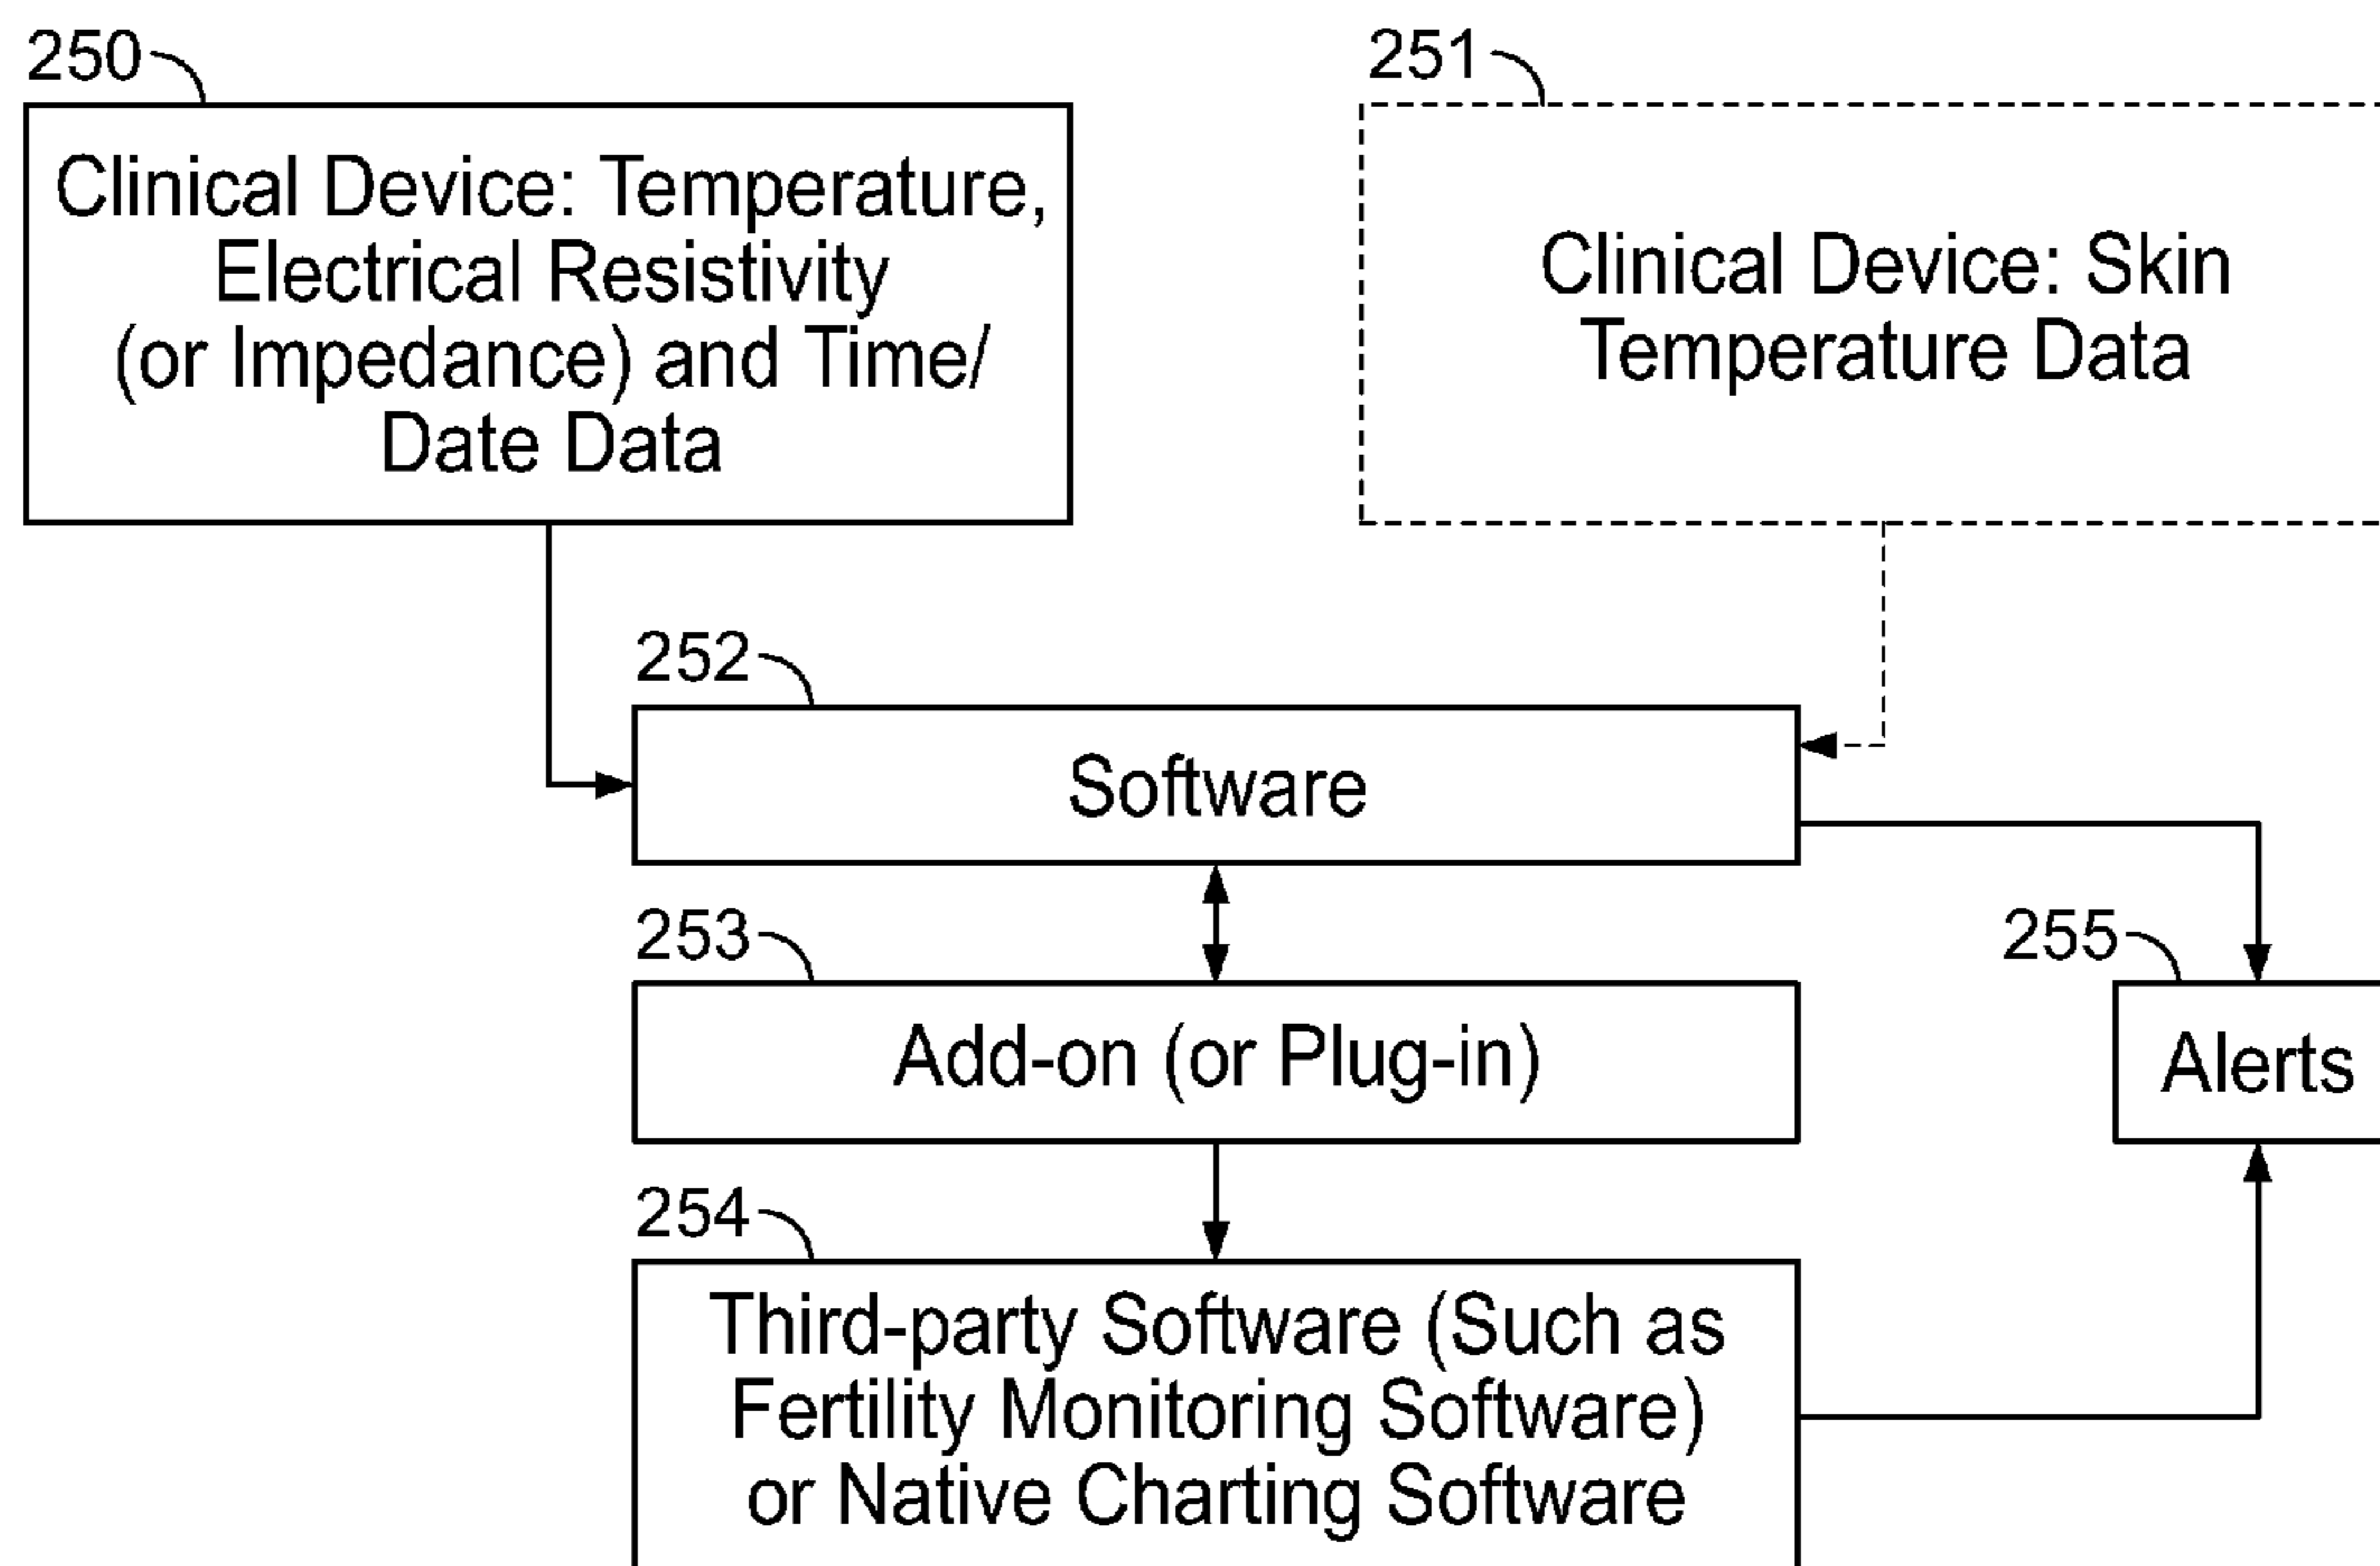 250
Clinical Device: Temperature,
Electrical Resistivity
(or Impedance) and Time/
Date Data
251
Clinical Device: Skin
Temperature Data
252
Software
253
Add-on (or Plug-in)
255
Alerts
254
Third-party Software (Such as
Fertility Monitoring Software)
or Native Charting Software